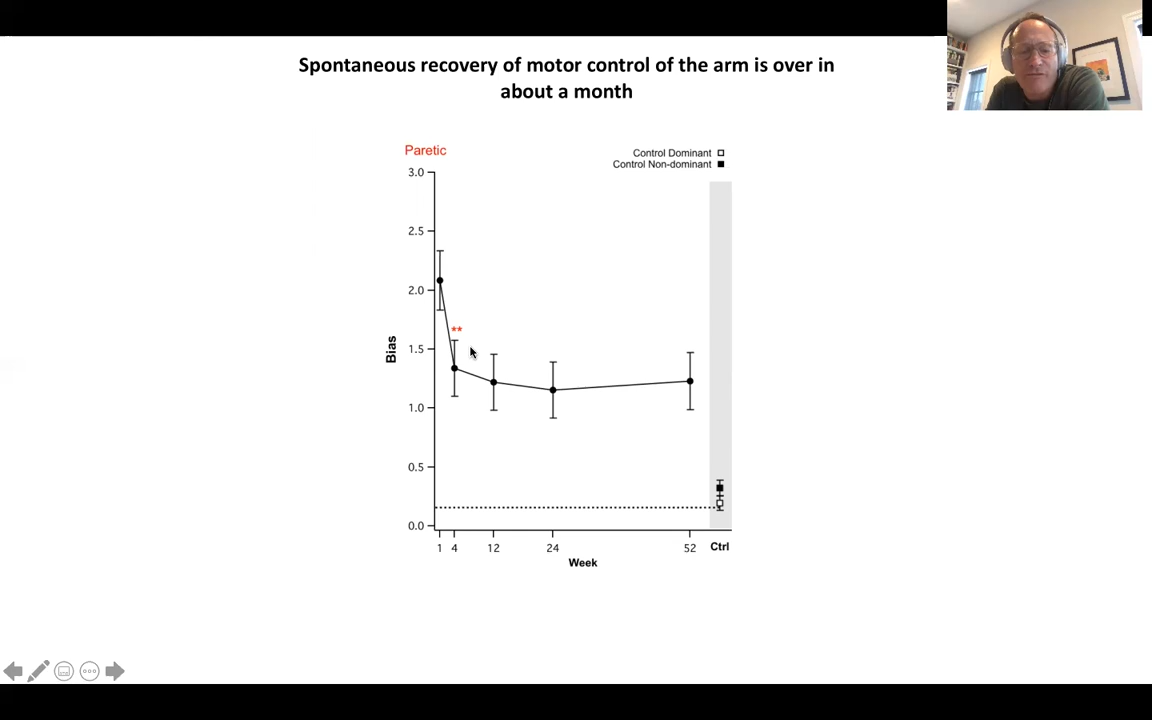 Spontaneous recovery of motor control of the arm is over in
about a month
Paretic
Control Dominant
Control Non-dominant
3.0
2.5
2.0
**
1.5
Bias
1.0
0.5
0.0
1 4 12 24 52 Ctrl
Week